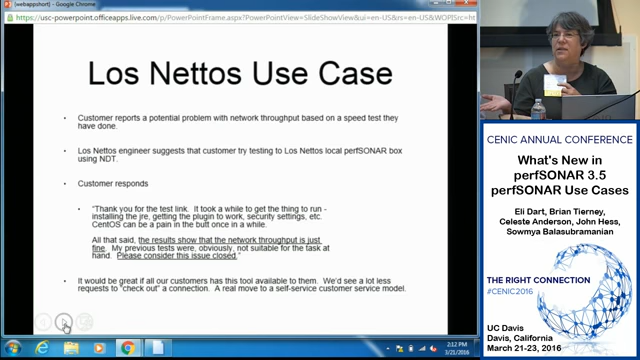 [webappshort] - Google Chrome
https://usc-powerpoint.officeapps.live.com/p/PowerPointFrame.aspx?PowerPointView=SlideShowView&ui=en-US&rs=en-US&WOPISrc=ht
Los Nettos Use Case
• Customer reports a potential problem with network throughput based on a speed test they
have done.
• Los Nettos engineer suggests that customer try testing to Los Nettos local perfSONAR box
using NDT.
• Customer responds
• "Thank you for the test link. It took a while to get the thing to run -
installing the jre, getting the plugin to work, security settings, etc.
CentOS can be a pain in the butt once in a while.
All that said, the results show that the network throughput is just
fine. My previous tests were, obviously, not suitable for the task at
hand. Please consider this issue closed."
• It would be great if all our customers has this tool available to them. We'd see a lot less
requests to "check out" a connection. A real move to a self-service customer service model.
2:12 PM
3/21/2016
CENIC ANNUAL CONFERENCE
What's New in
perfSONAR 3.5
perfSONAR Use Cases
Eli Dart, Brian Tierney,
Celeste Anderson, John Hess,
Sowmya Balasubramanian
THE RIGHT CONNECTION
#CENIC2016
UC Davis
Davis, California
March 21-23, 2016